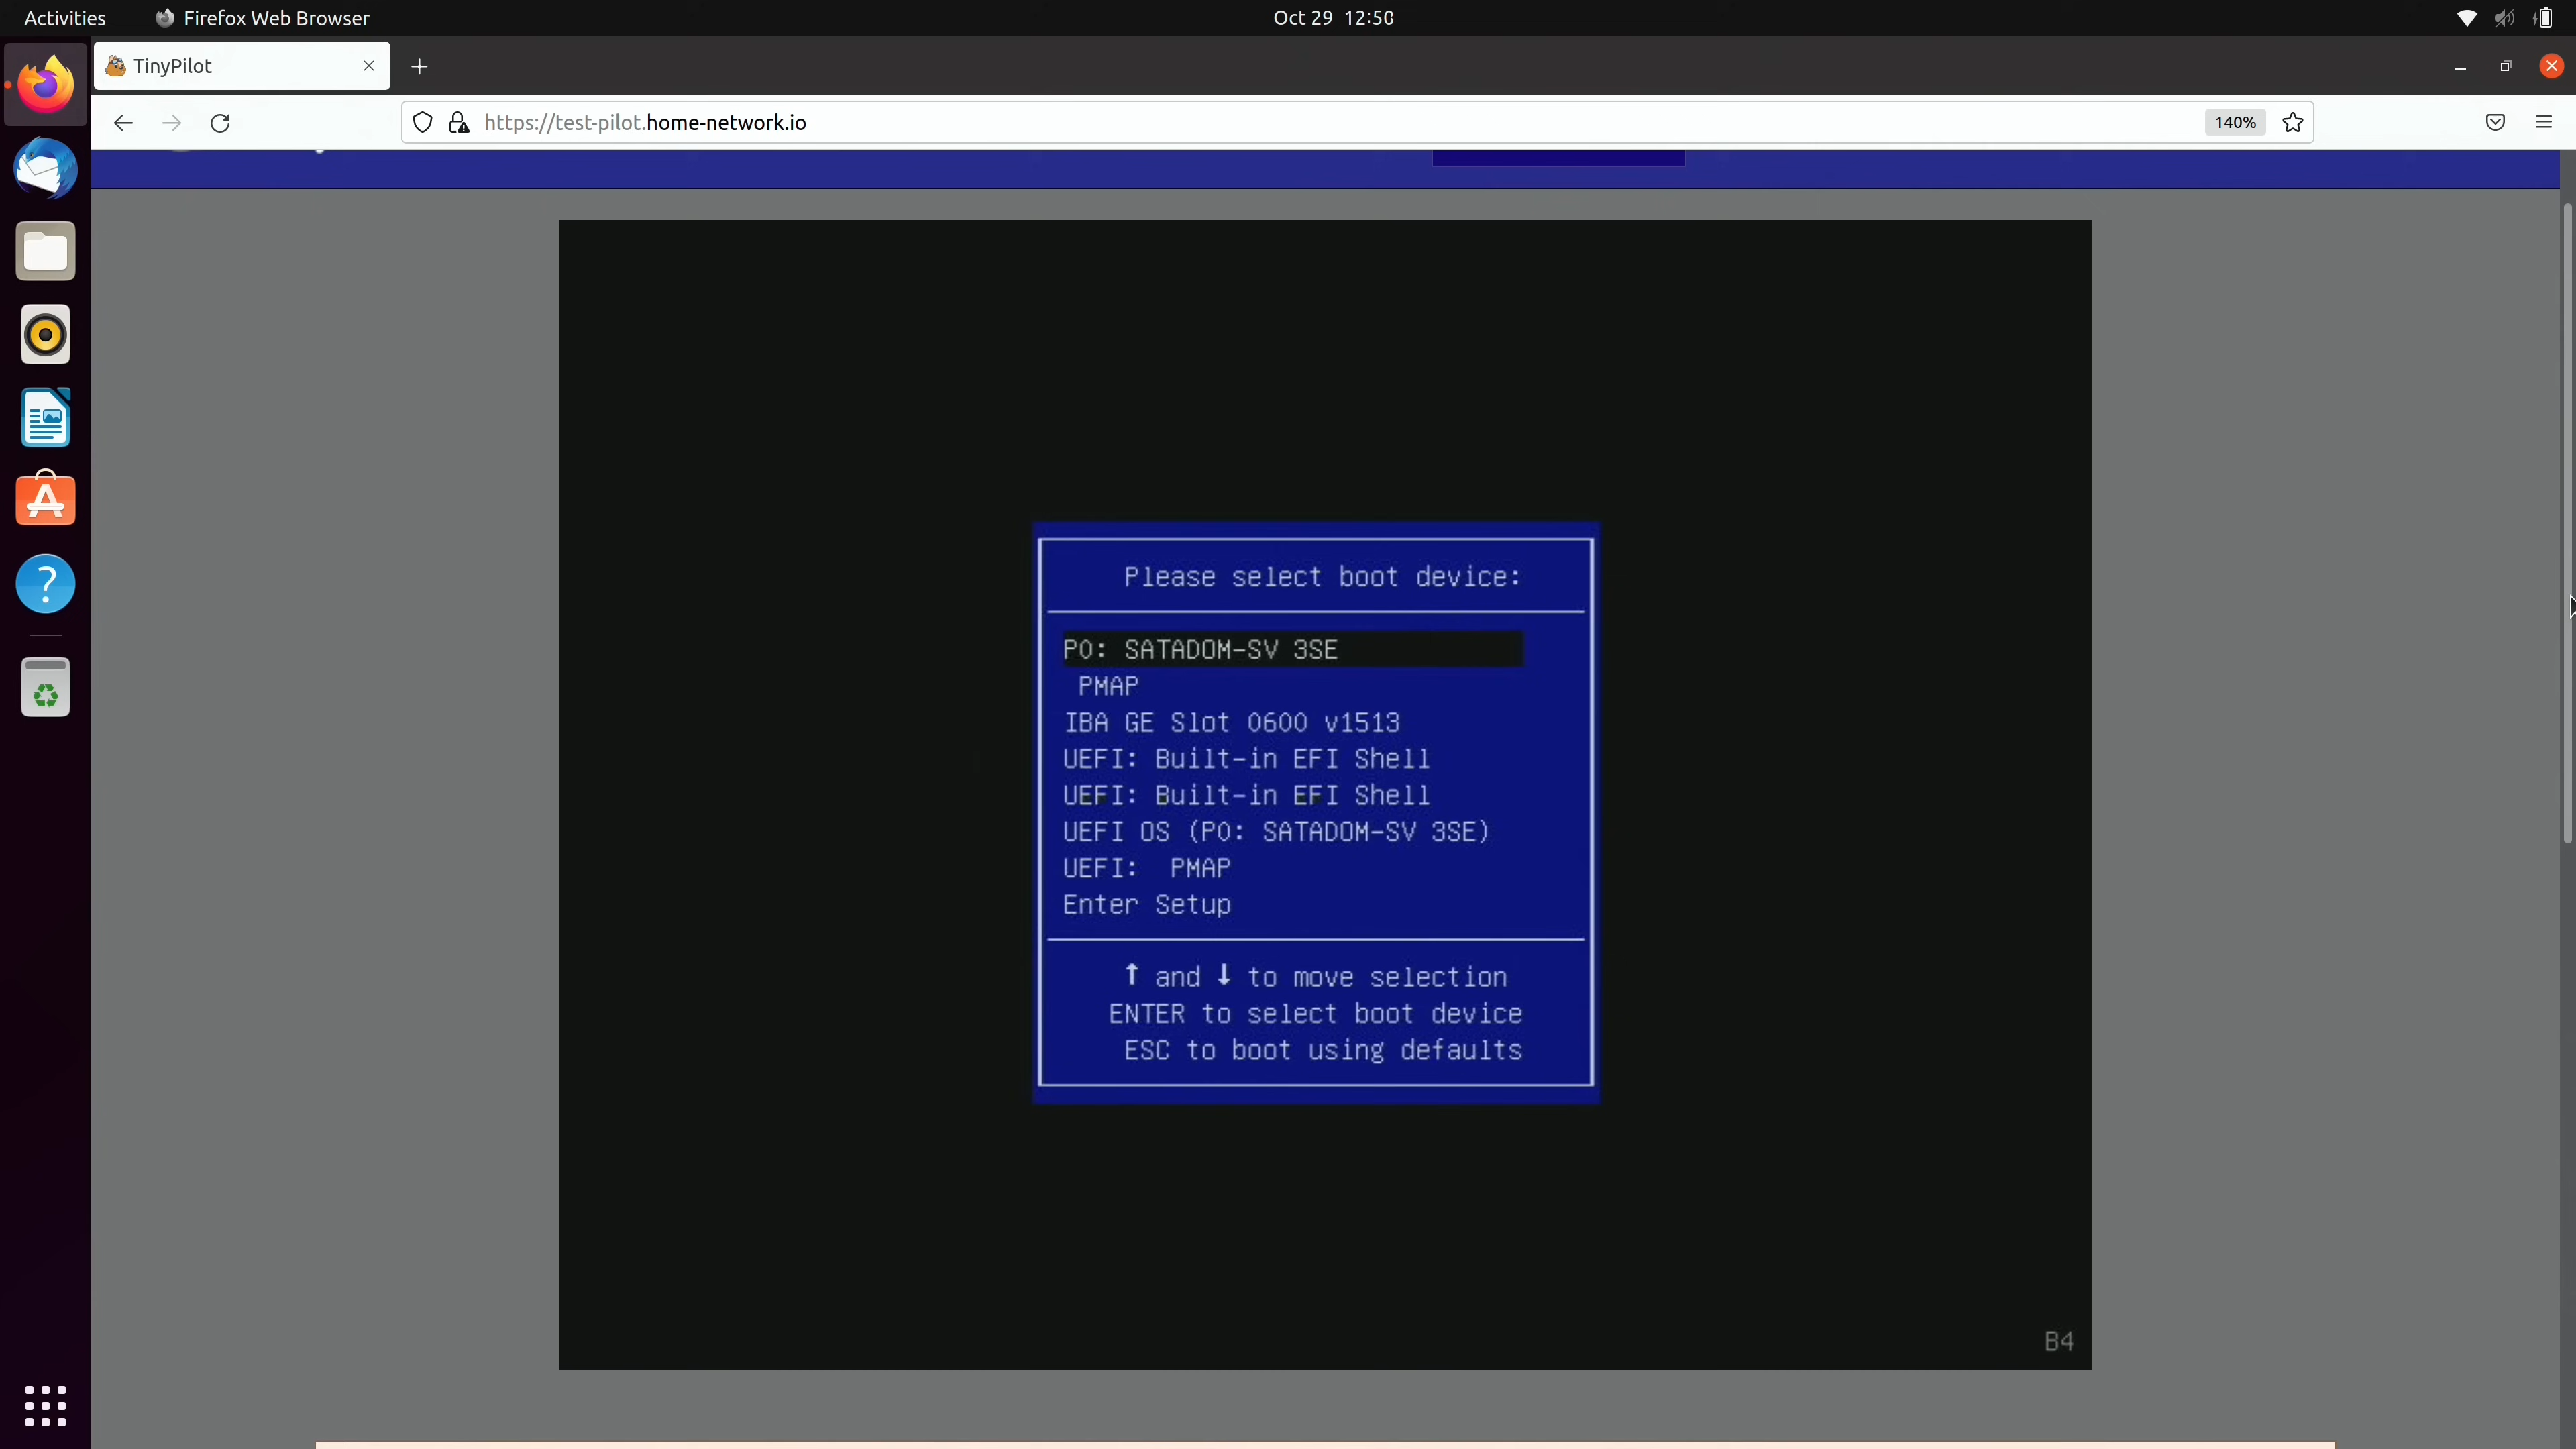 Activities
Firefox Web Browser
Oct 29 12:50
TinyPilot
https://test-pilot.home-network.io
140%
Please select boot device:
P0: SATADOM-SV 3SE
PMAP
IBA GE Slot 0600 v1513
UEFI: Built-in EFI Shell
UEFI: Built-in EFI Shell
UEFI OS (P0: SATADOM-SV 3SE)
UEFI: PMAP
Enter Setup
↑ and ↓ to move selection
ENTER to select boot device
ESC to boot using defaults
B4